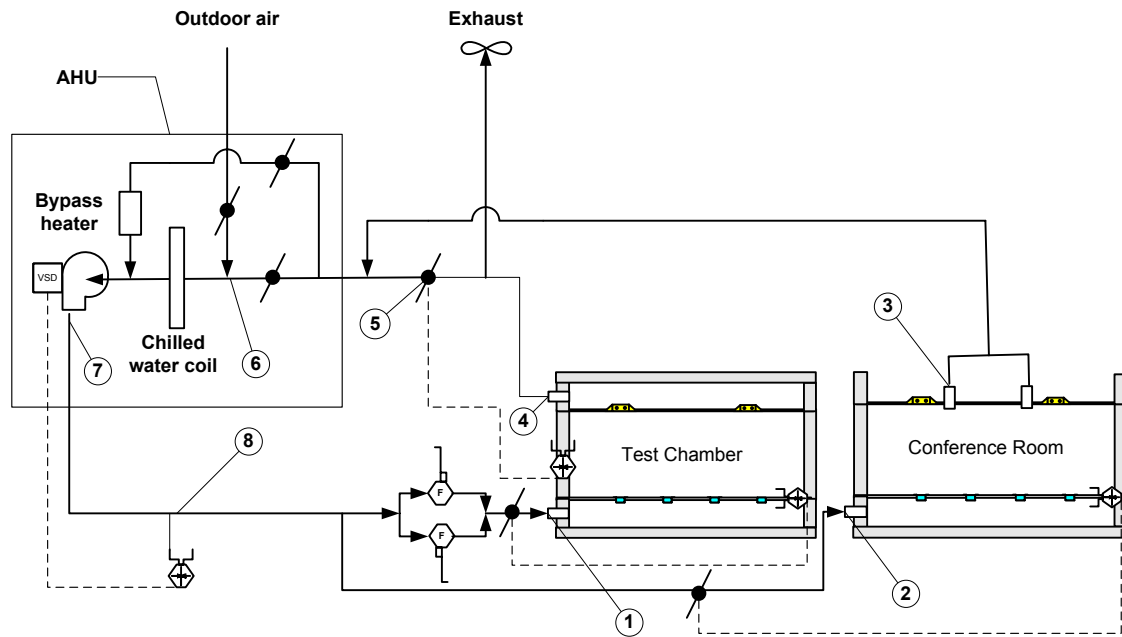 Outdoor air
Exhaust
AHU
Bypass
heater
VSD
Chilled
water coil
5
6
7
3
4
8
Test Chamber
Conference Room
F
F
1
2